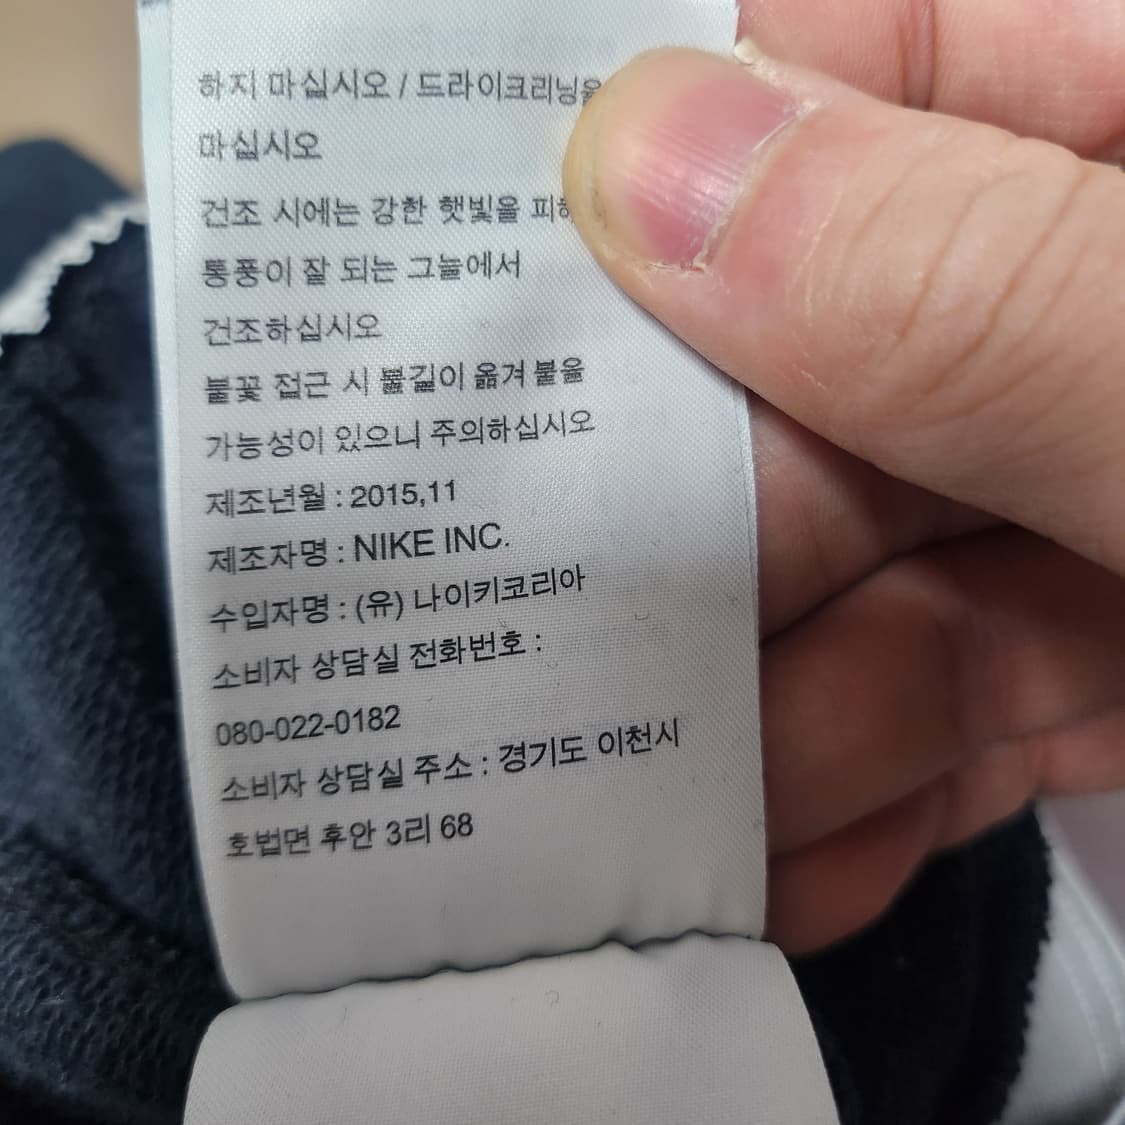 하지 마십시오 / 드라이크리닝을
마십시오
건조 시에는 강한 햇빛을
통풍이 잘 되는 그늘에서
건조하십시오
불꽃 접근 시 불길이 옮겨 붙을
가능성이 있으니 주의하십시오
제조년월 : 2015,11
제조자명 : NIKE INC.
수입자명 : (유) 나이키코리아
소비자 상담실 전화번호 :
080-022-0182
소비자 상담실 주소 : 경기도 이천시
호법면 후안 3리 68